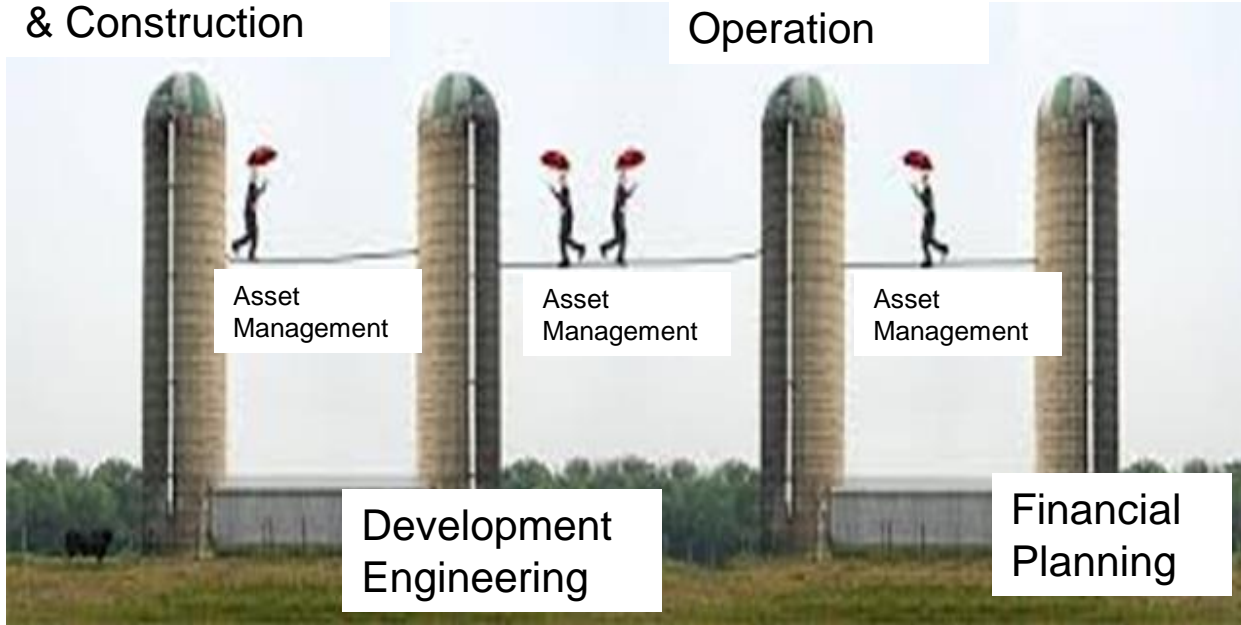 & Construction
Operation
Asset
Management
Asset
Management
Asset
Management
Development
Engineering
Financial
Planning